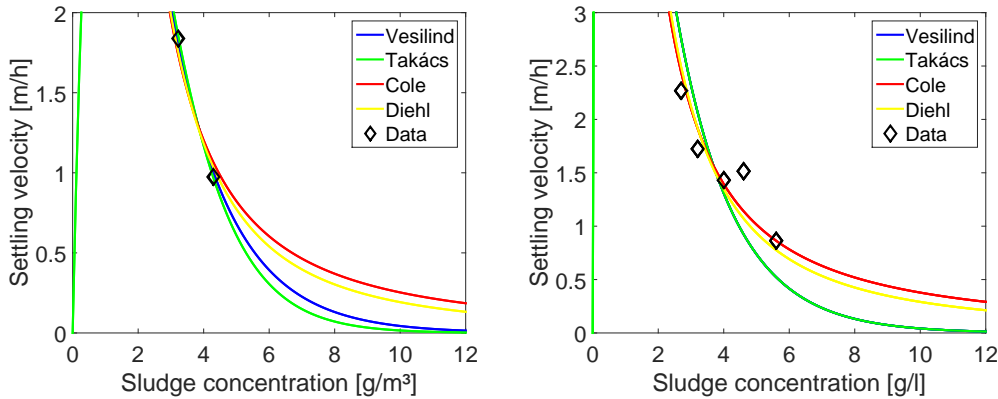 2
1.5
1
0.5
0
0 2 4 6 8 10 12
Settling velocity [m/h]
Sludge concentration [g/m³]
Vesilind
Takács
Cole
Diehl
Data
3
2.5
2
1.5
1
0.5
0
0 2 4 6 8 10 12
Settling velocity [m/h]
Sludge concentration [g/l]
Vesilind
Takács
Cole
Diehl
Data